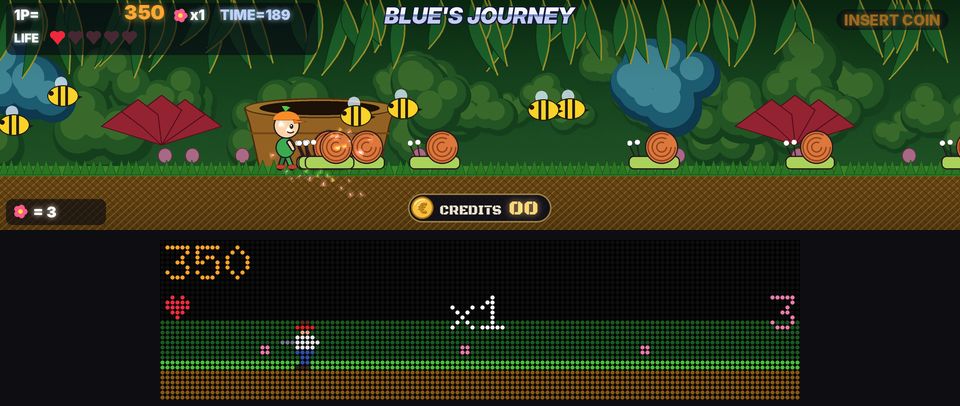 1P= 350 x1 TIME=189
BLUE'S JOURNEY
INSERT COIN
LIFE
= 3
€ CREDITS 00
350
x1
3